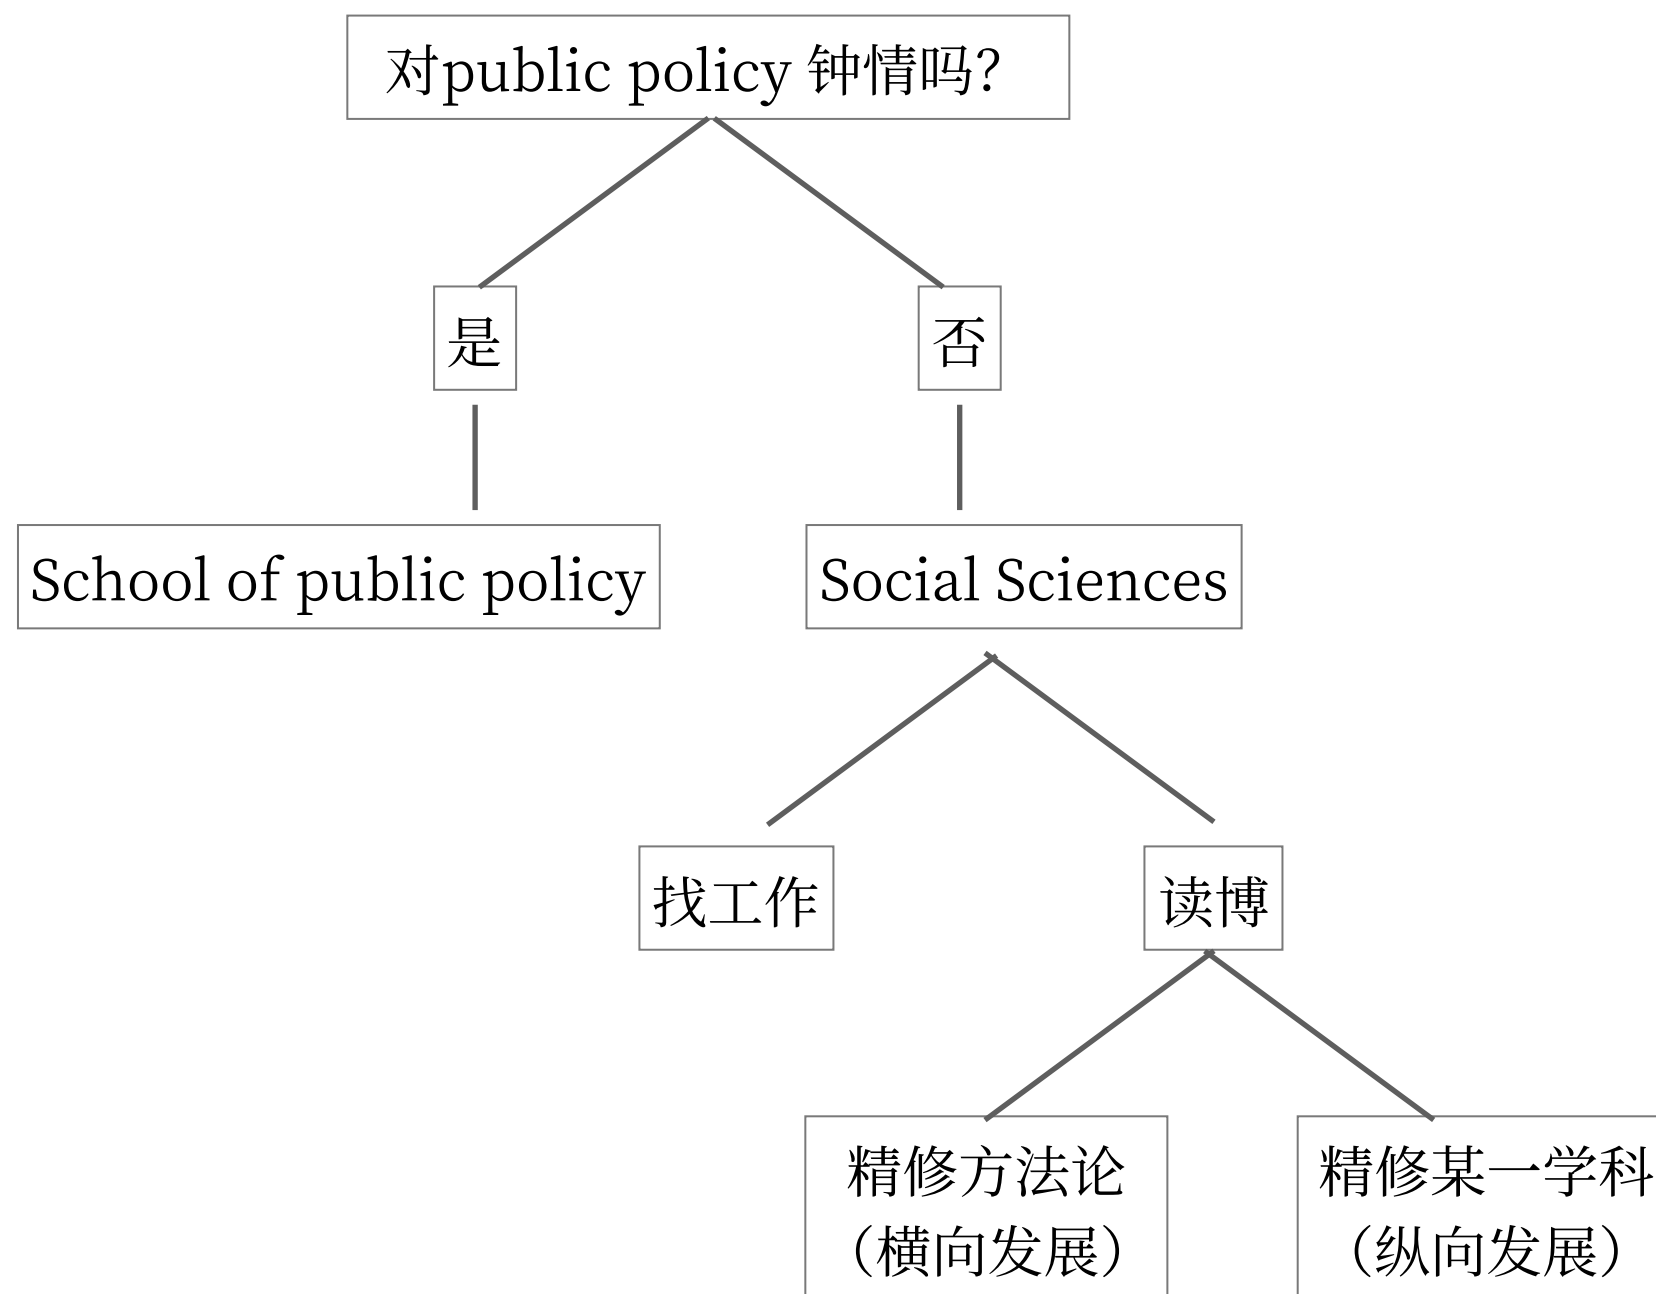 对public policy 钟情吗？
是
否
School of public policy
Social Sciences
找工作
读博
精修方法论
（横向发展）
精修某一学科
（纵向发展）